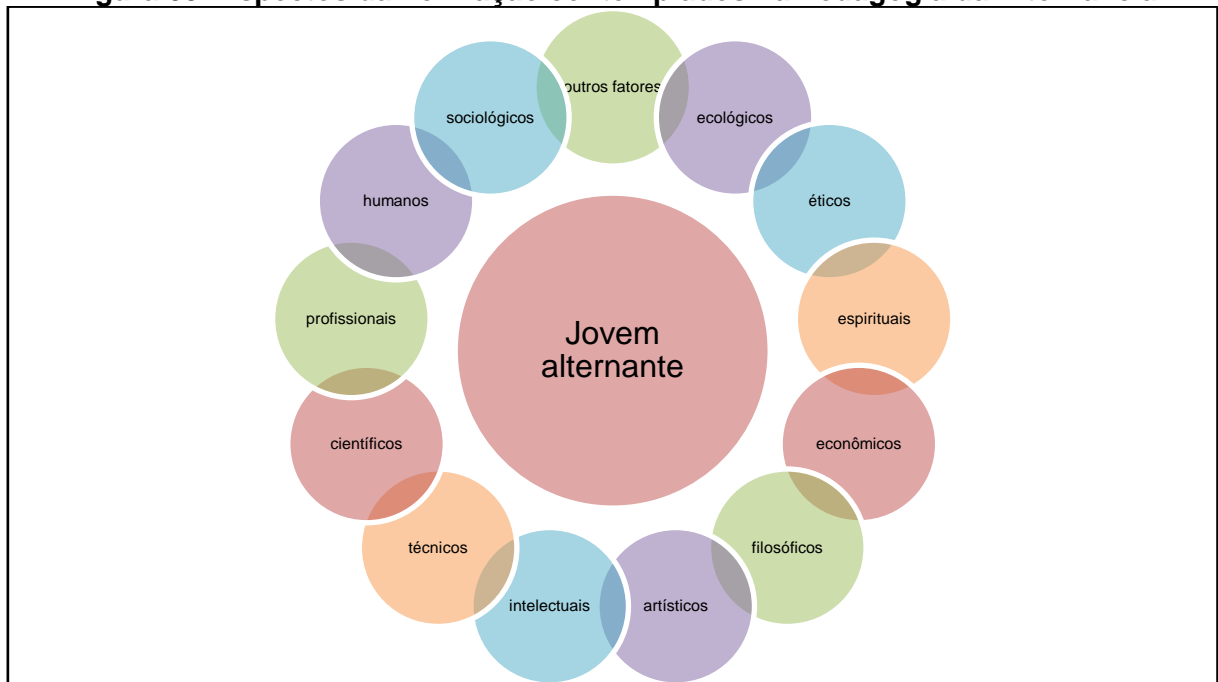 outros fatores
ecológicos
éticos
espirituais
econômicos
filosóficos
artísticos
intelectuais
técnicos
científicos
profissionais
humanos
sociológicos
Jovem
alternante